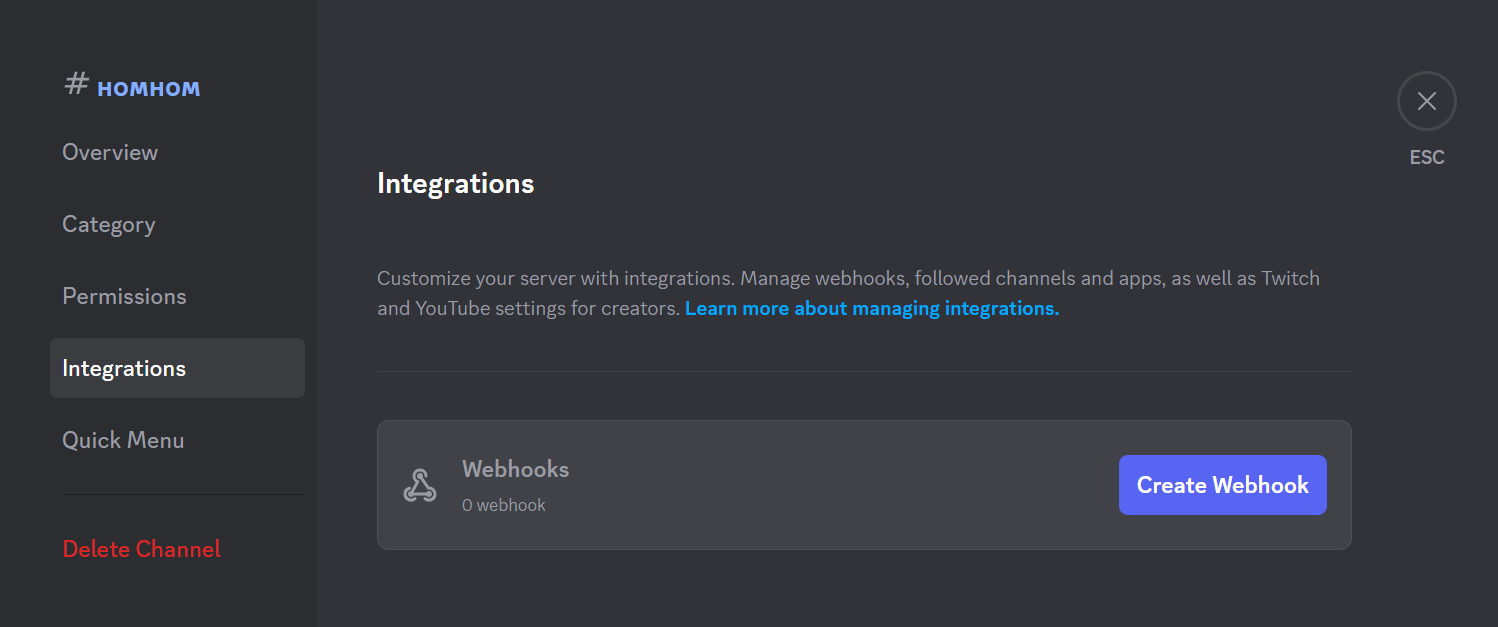 # HOMHOM
Overview
Category
Permissions
Integrations
Quick Menu
Delete Channel
Integrations
Customize your server with integrations. Manage webhooks, followed channels and apps, as well as Twitch
and YouTube settings for creators. Learn more about managing integrations.
Webhooks
0 webhook
Create Webhook
ESC